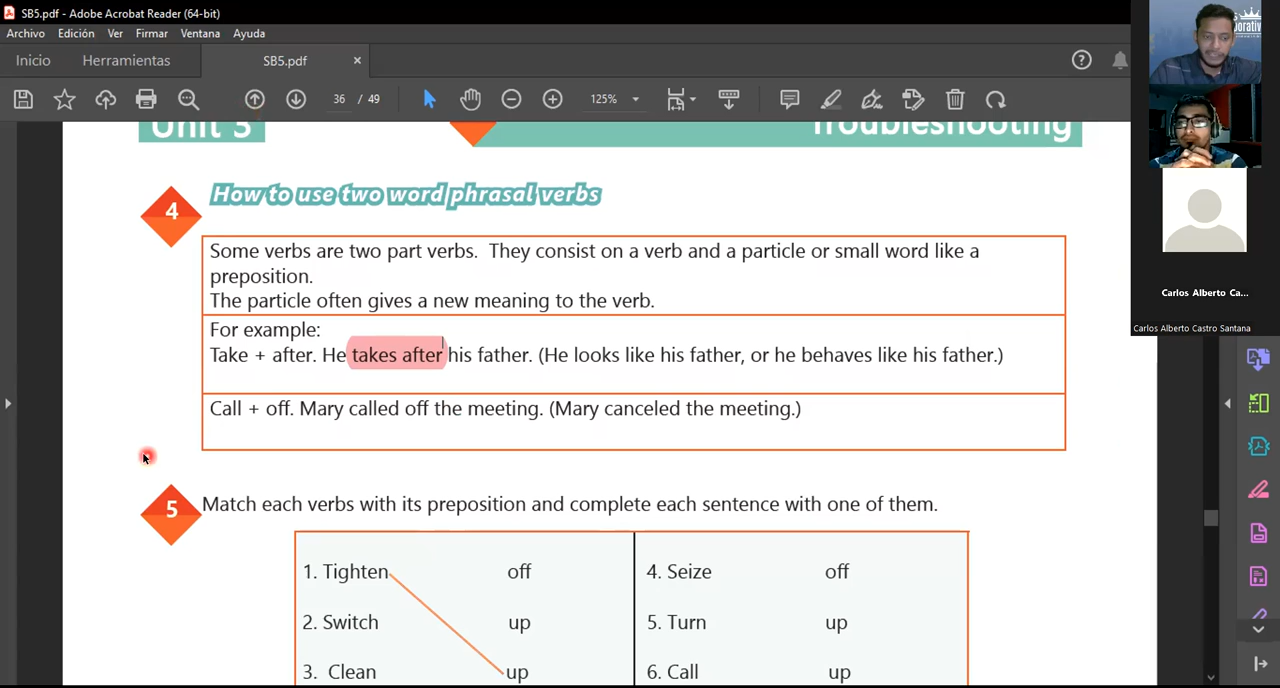 SB5.pdf - Adobe Acrobat Reader (64-bit)
Archivo Edición Ver Firmar Ventana Ayuda
Inicio Herramientas SB5.pdf ×
36 / 49 125%
Unit 3 Troubleshooting
4 How to use two word phrasal verbs
Some verbs are two part verbs. They consist on a verb and a particle or small word like a
preposition.
The particle often gives a new meaning to the verb.
For example:
Take + after. He takes after his father. (He looks like his father, or he behaves like his father.)
Call + off. Mary called off the meeting. (Mary canceled the meeting.)
5 Match each verbs with its preposition and complete each sentence with one of them.
1. Tighten off 4. Seize off
2. Switch up 5. Turn up
3. Clean up 6. Call up
Carlos Alberto Ca...
Carlos Alberto Castro Santana